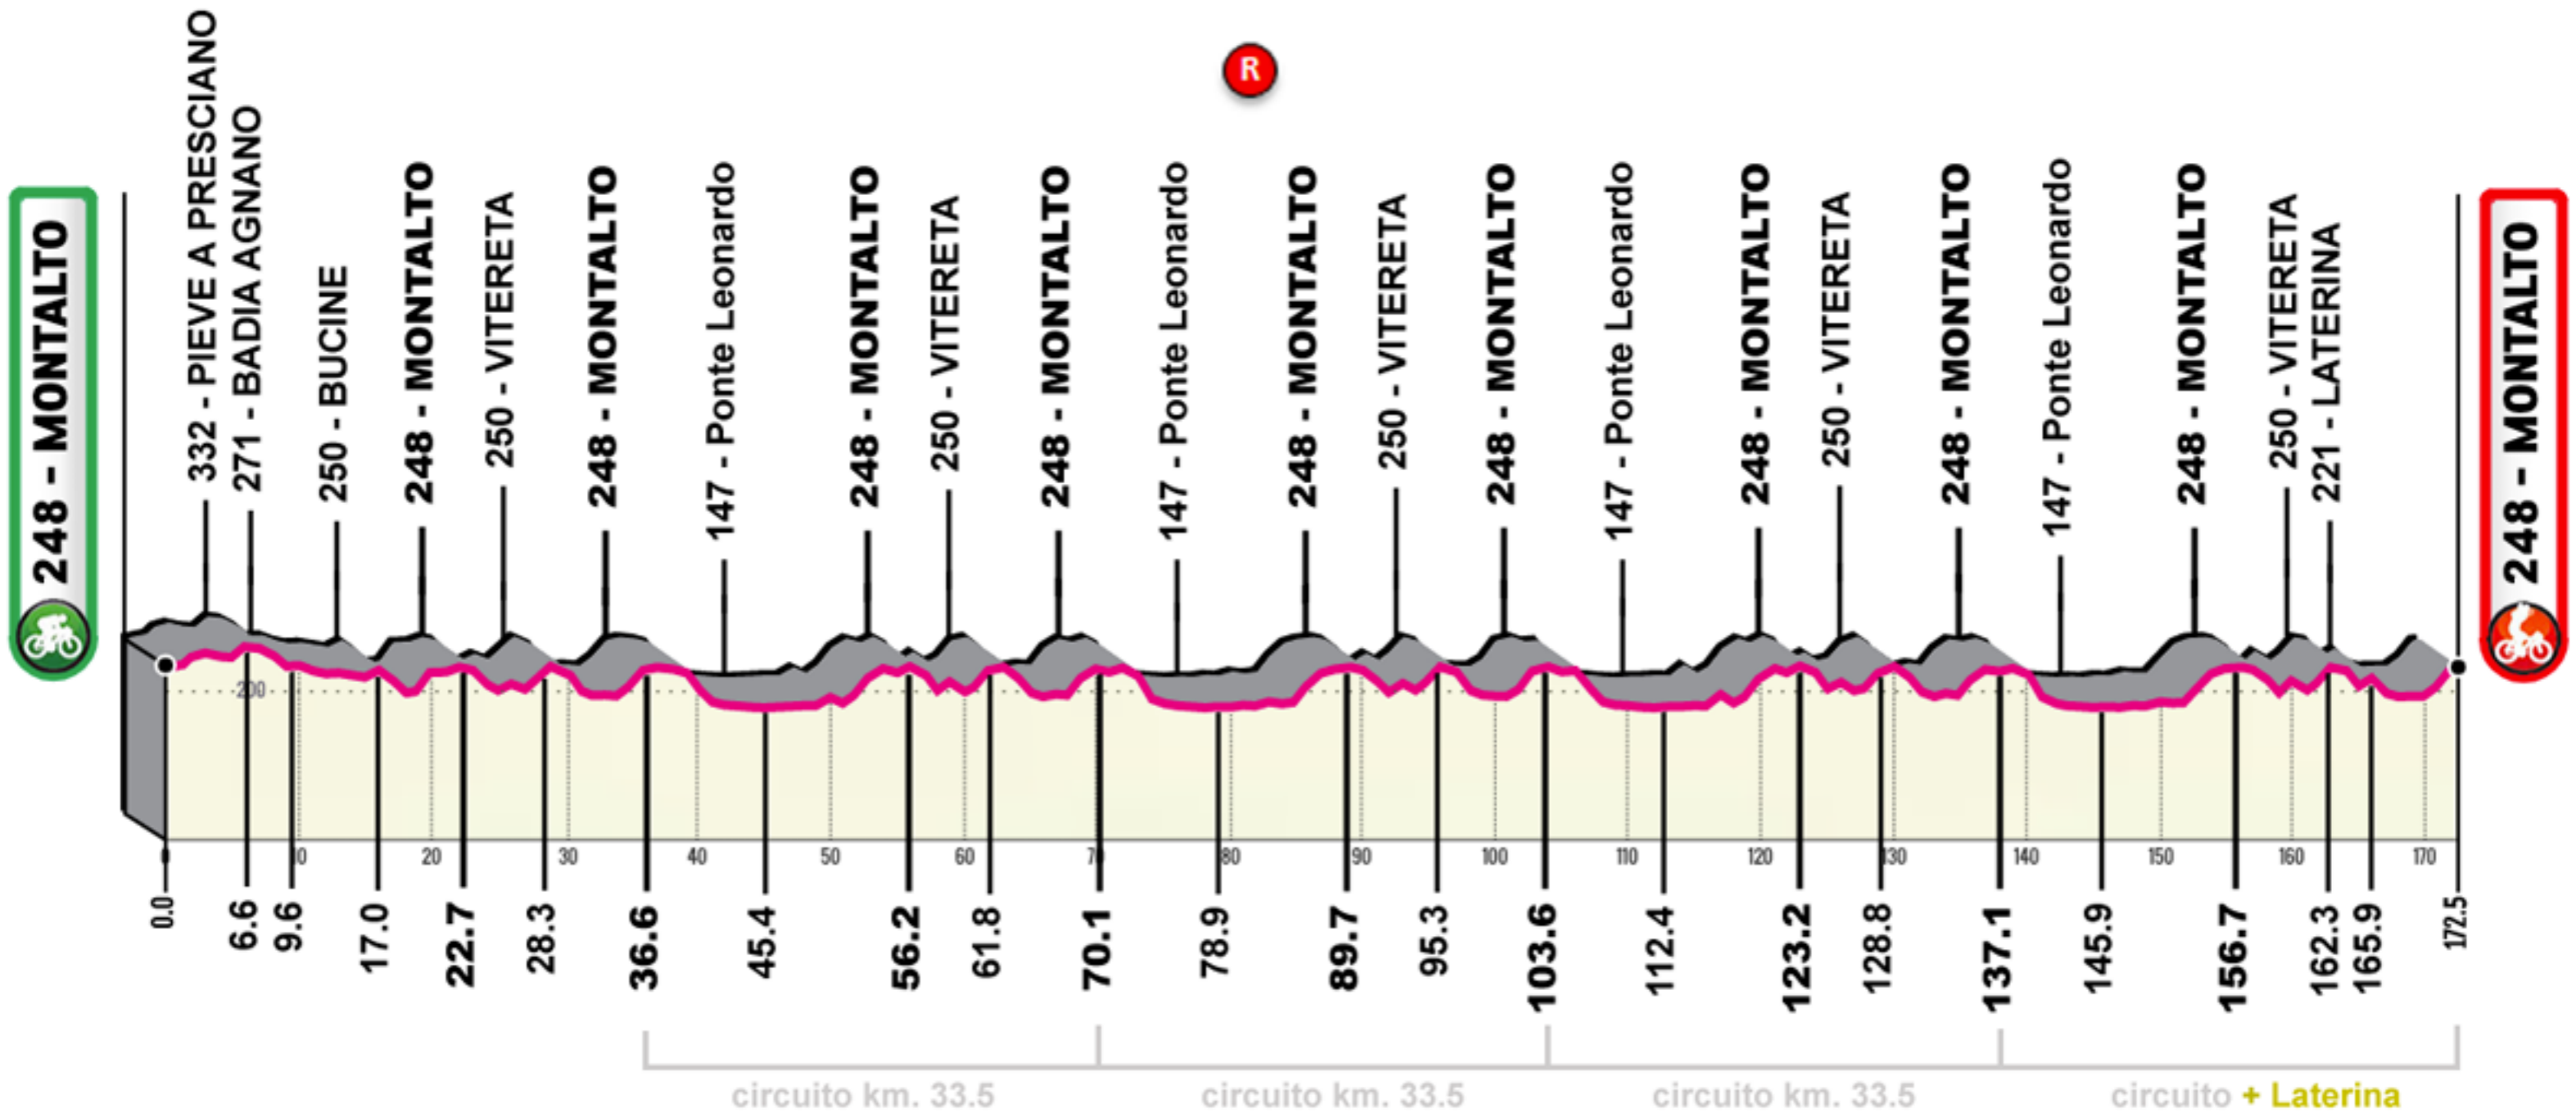 R
248 - MONTALTO
332 - PIEVE A PRESCIANO
271 - BADIA AGNANO
250 - BUCINE
248 - MONTALTO
250 - VITERETA
248 - MONTALTO
147 - Ponte Leonardo
248 - MONTALTO
250 - VITERETA
248 - MONTALTO
147 - Ponte Leonardo
248 - MONTALTO
250 - VITERETA
248 - MONTALTO
147 - Ponte Leonardo
248 - MONTALTO
250 - VITERETA
248 - MONTALTO
147 - Ponte Leonardo
248 - MONTALTO
250 - VITERETA
221 - LATERINA
248 - MONTALTO
200
0 10 20 30 40 50 60 70 80 90 100 110 120 130 140 150 160 170
0.0
6.6
9.6
17.0
22.7
28.3
36.6
45.4
56.2
61.8
70.1
78.9
89.7
95.3
103.6
112.4
123.2
128.8
137.1
145.9
156.7
162.3
165.9
172.5
circuito km. 33.5
circuito km. 33.5
circuito km. 33.5
circuito + Laterina